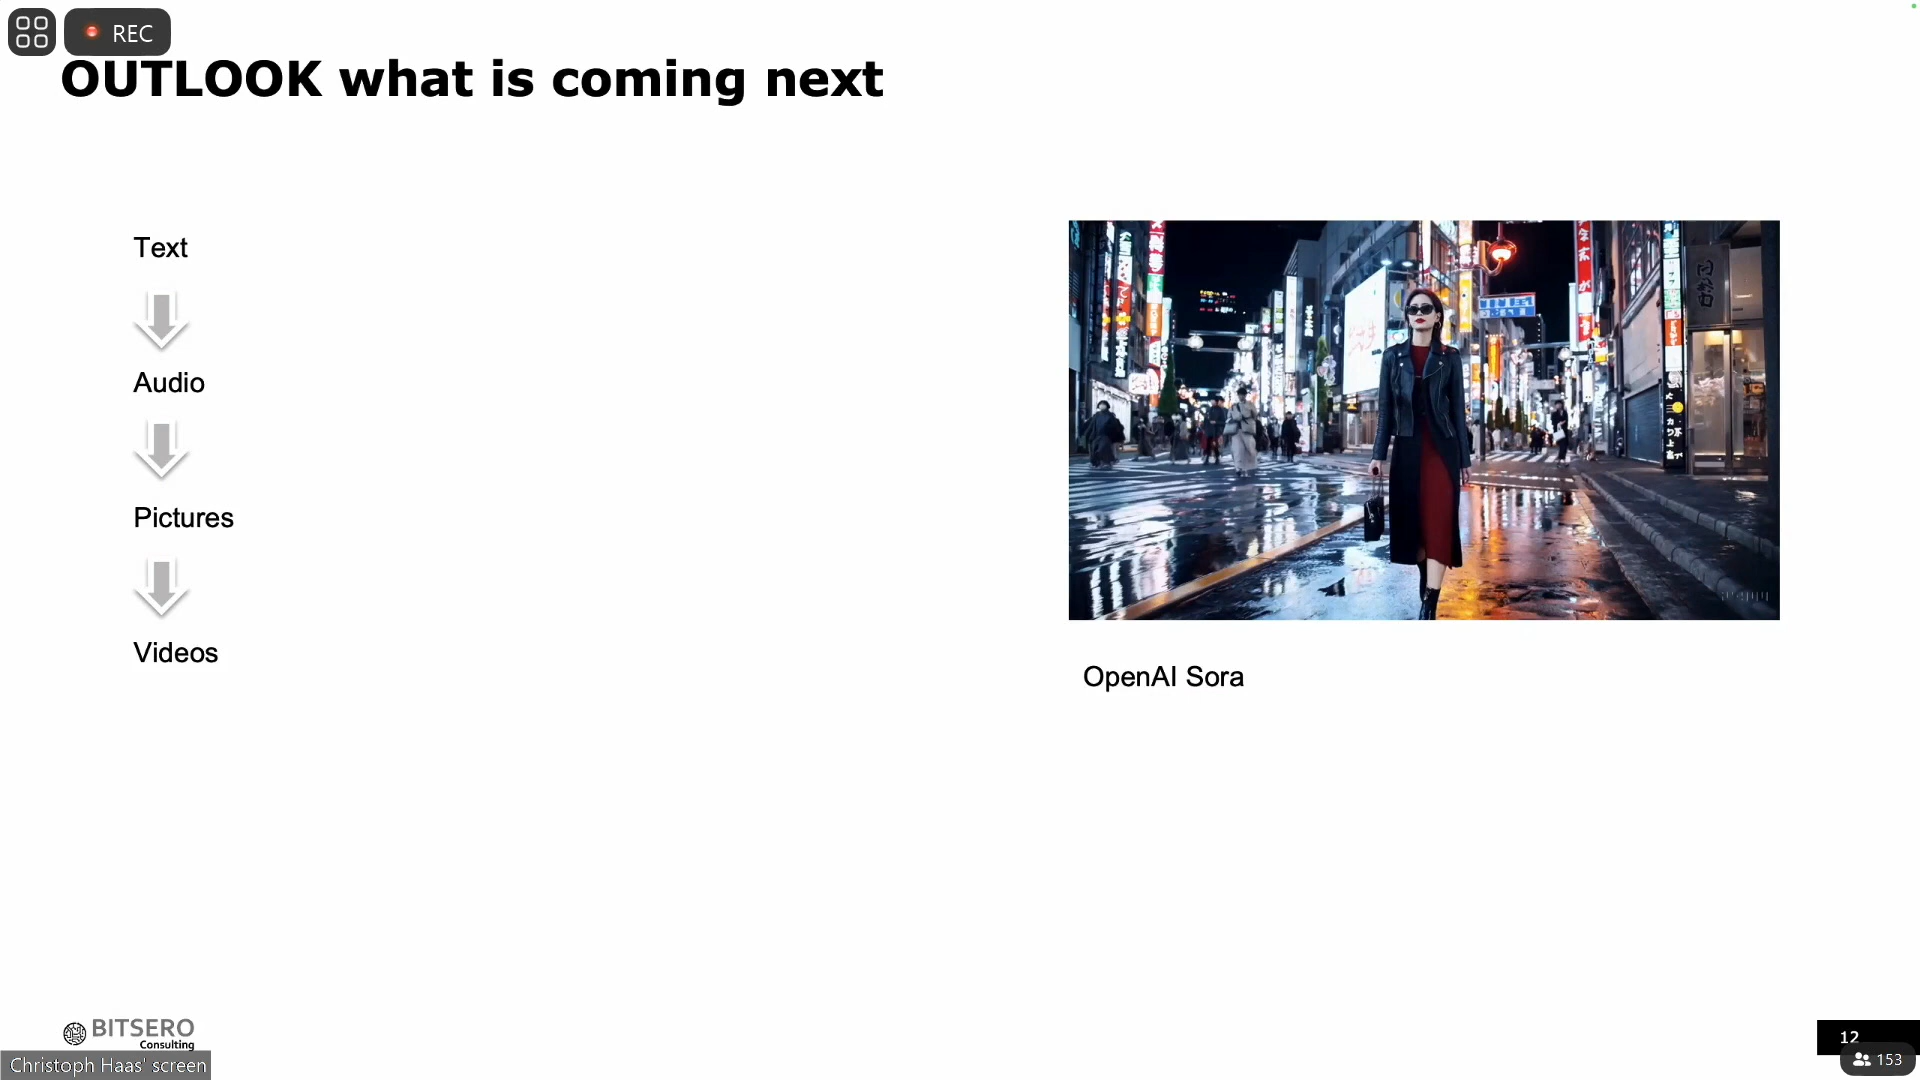 REC
OUTLOOK what is coming next
Text
Audio
Pictures
Videos
OpenAI Sora
BITSERO
Consulting
12
Christoph Haas' screen
153